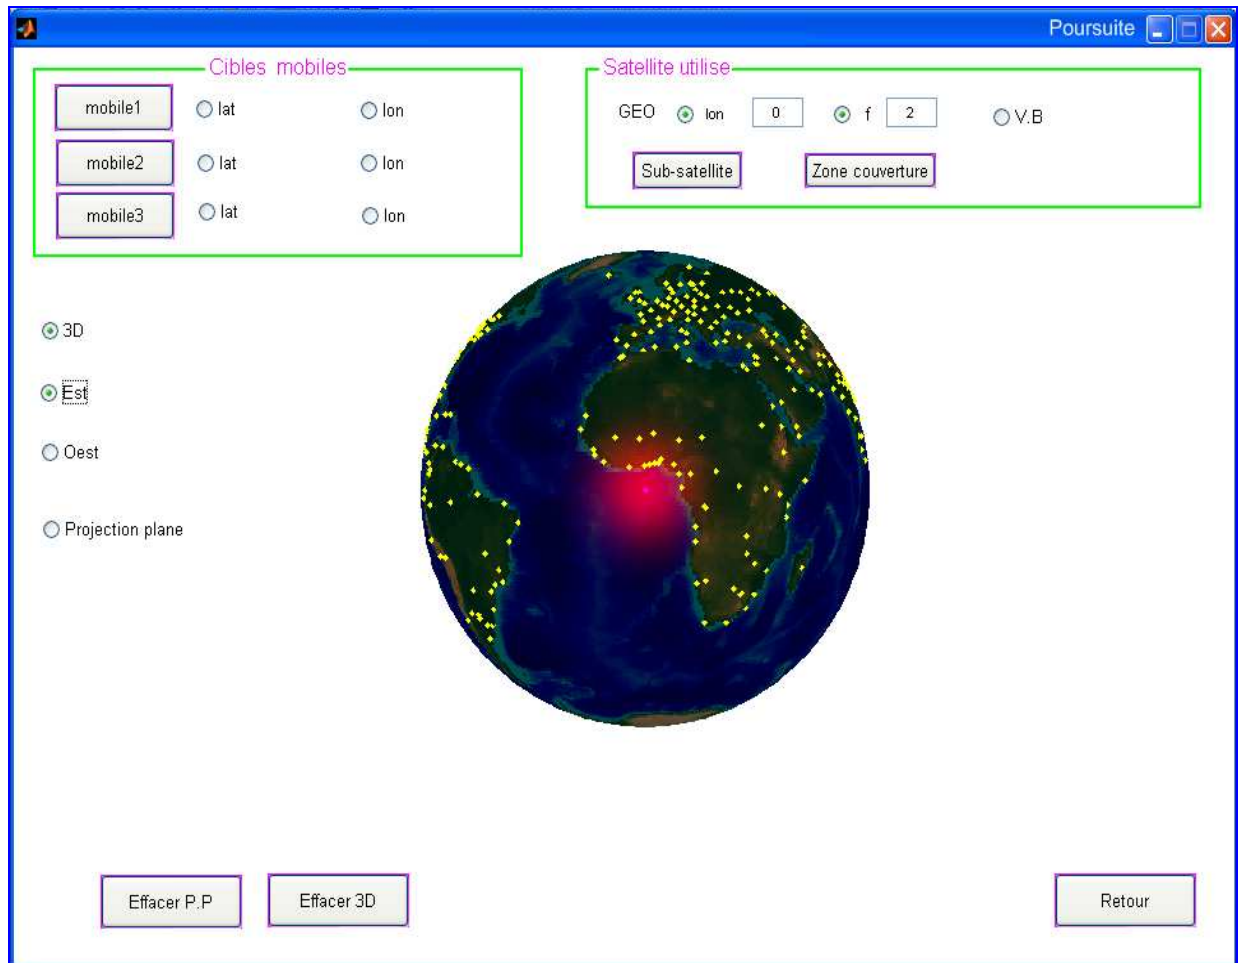 Poursuite
Cibles mobiles
mobile1 lat lon
mobile2 lat lon
mobile3 lat lon
Satellite utilise
GEO lon 0 f 2 V.B
Sub-satellite Zone couverture
3D
Est
Oest
Projection plane
Effacer P.P Effacer 3D Retour